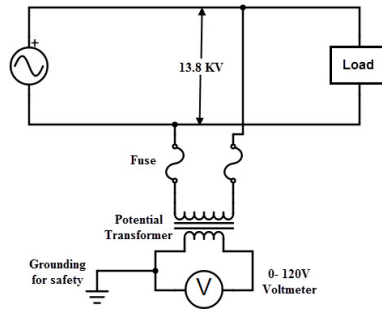 +
13.8 KV
Load
Fuse
Potential
Transformer
Grounding
for safety
V
0- 120V
Voltmeter